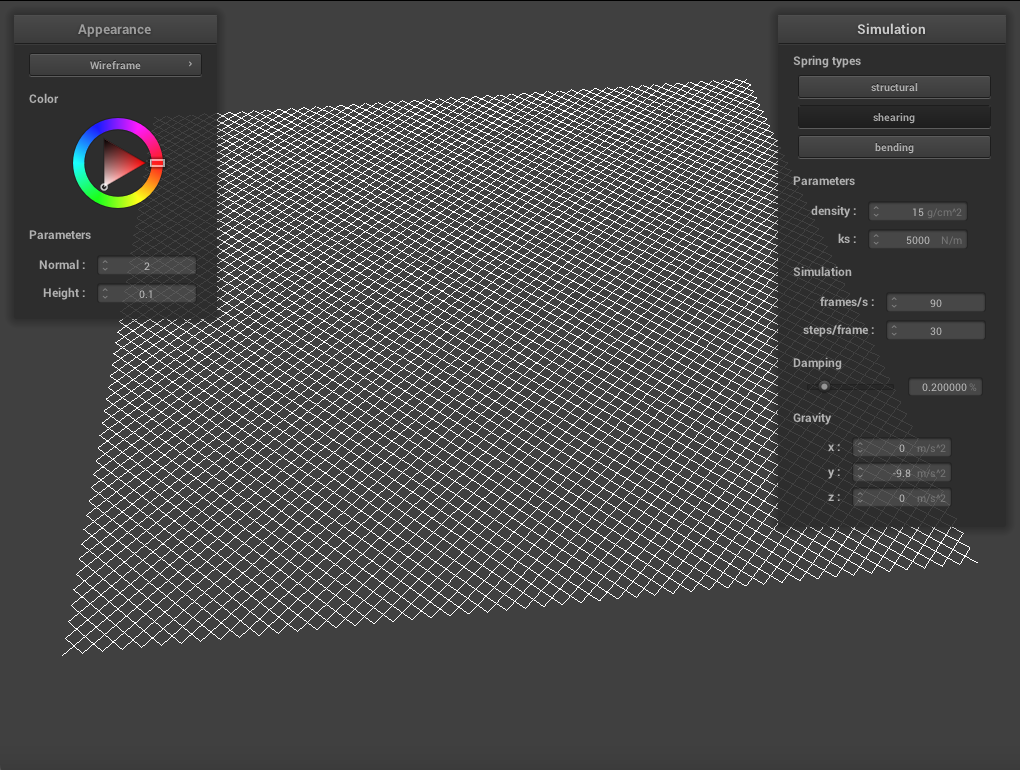 Appearance
Wireframe
Color
Parameters
Normal : 2
Height : 0.1
Simulation
Spring types
structural
shearing
bending
Parameters
density : 15 g/cm^2
ks : 5000 N/m
Simulation
frames/s : 90
steps/frame : 30
Damping
0.200000 %
Gravity
x : 0 m/s^2
y : -9.8 m/s^2
z : 0 m/s^2